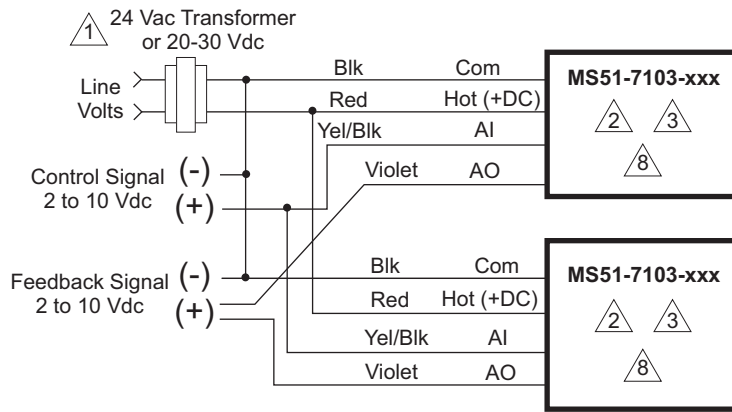 1 24 Vac Transformer
or 20-30 Vdc
Line
Volts
Blk Com
Red Hot (+DC)
Yel/Blk AI
Violet AO
MS51-7103-xxx
2 3
8
Control Signal (-)
2 to 10 Vdc (+)
Feedback Signal (-)
2 to 10 Vdc (+)
Blk Com
Red Hot (+DC)
Yel/Blk AI
Violet AO
MS51-7103-xxx
2 3
8